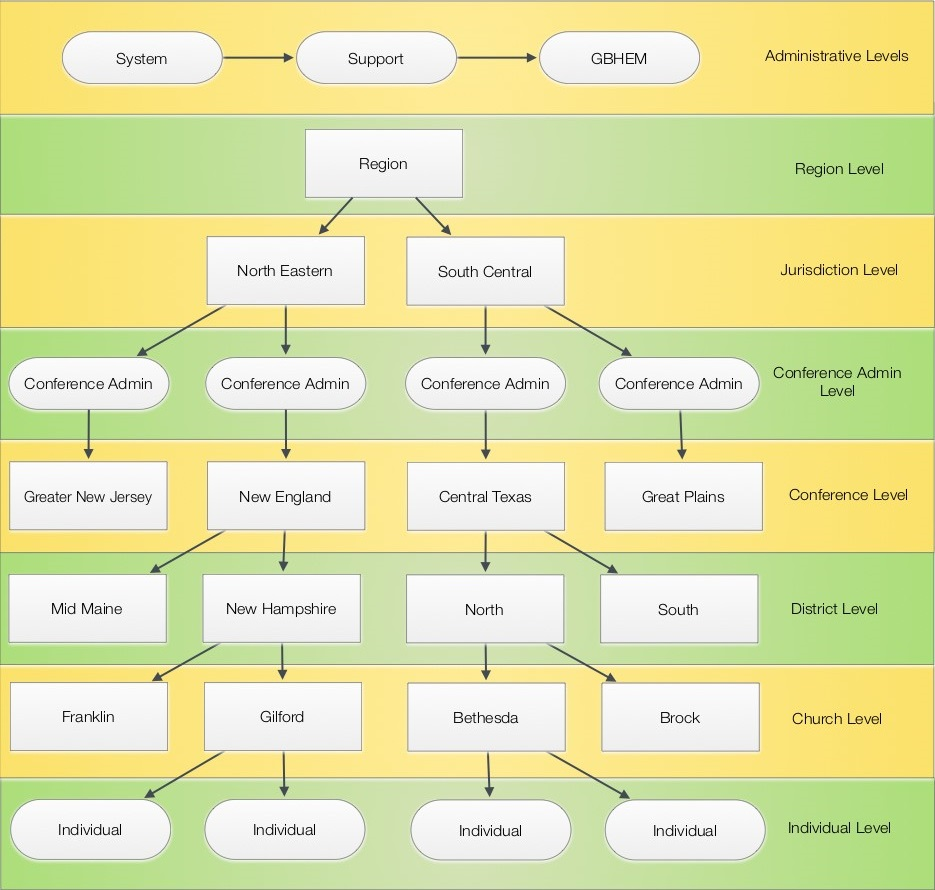 System
Support
GBHEM
Administrative Levels
Region
Region Level
North Eastern
South Central
Jurisdiction Level
Conference Admin
Conference Admin
Conference Admin
Conference Admin
Conference Admin
Level
Greater New Jersey
New England
Central Texas
Great Plains
Conference Level
Mid Maine
New Hampshire
North
South
District Level
Franklin
Gilford
Bethesda
Brock
Church Level
Individual
Individual
Individual
Individual
Individual Level